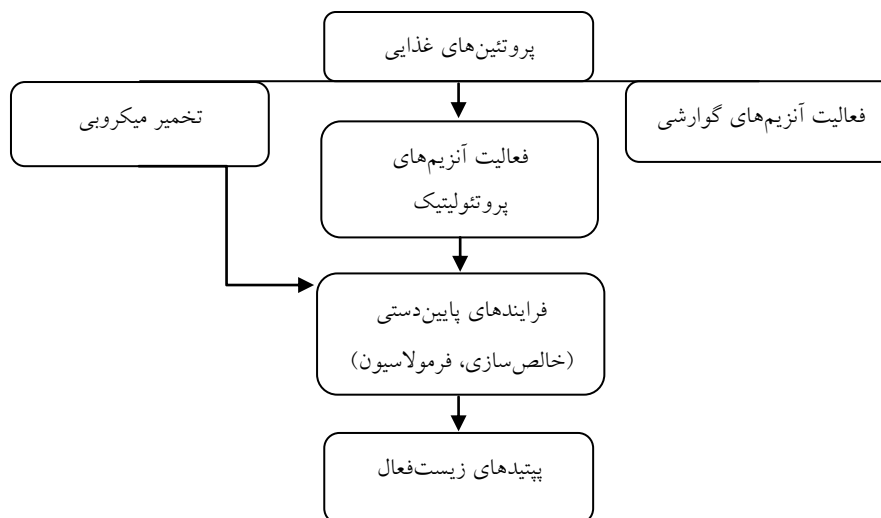 پروتئین‌های غذایی
فعالیت آنزیم‌های گوارشی
تخمیر میکروبی
فعالیت آنزیم‌های
پروتئولیتیک
فرایندهای پایین‌دستی
(خالص‌سازی، فرمولاسیون)
پپتیدهای زیست‌فعال